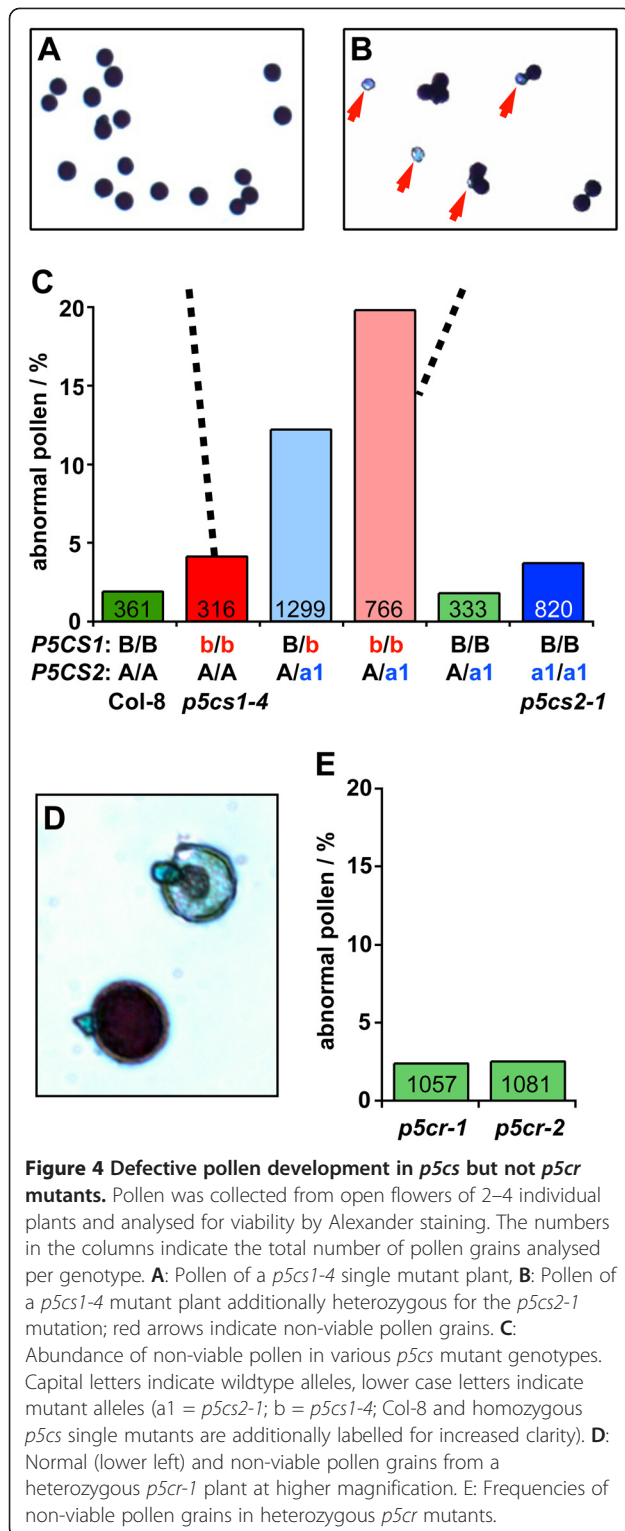 A
B
C
abnormal pollen / %
20
15
10
5
0
361
316
1299
766
333
820
P5CS1: B/B b/b B/b b/b B/B B/B
P5CS2: A/A A/A A/a1 A/a1 A/a1 a1/a1
Col-8 p5cs1-4 p5cs2-1
D
E
abnormal pollen / %
20
15
10
5
0
1057
1081
p5cr-1 p5cr-2
Figure 4 Defective pollen development in p5cs but not p5cr
mutants. Pollen was collected from open flowers of 2–4 individual
plants and analysed for viability by Alexander staining. The numbers
in the columns indicate the total number of pollen grains analysed
per genotype. A: Pollen of a p5cs1-4 single mutant plant, B: Pollen of
a p5cs1-4 mutant plant additionally heterozygous for the p5cs2-1
mutation; red arrows indicate non-viable pollen grains. C:
Abundance of non-viable pollen in various p5cs mutant genotypes.
Capital letters indicate wildtype alleles, lower case letters indicate
mutant alleles (a1 = p5cs2-1; b = p5cs1-4; Col-8 and homozygous
p5cs single mutants are additionally labelled for increased clarity). D:
Normal (lower left) and non-viable pollen grains from a
heterozygous p5cr-1 plant at higher magnification. E: Frequencies of
non-viable pollen grains in heterozygous p5cr mutants.